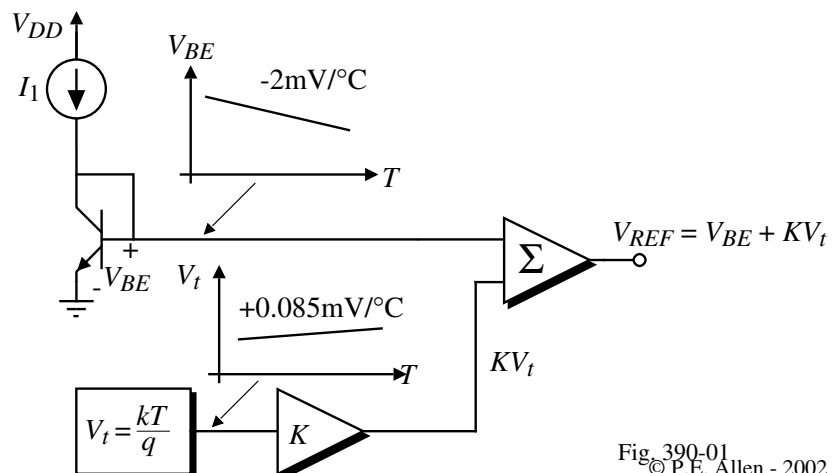 V_DD
I_1
V_BE
-2mV/°C
T
+
-
V_BE
V_t
+0.085mV/°C
T
Σ
V_REF = V_BE + KV_t
KV_t
V_t = kT/q
K
Fig. 390-01
© P.E. Allen - 2002